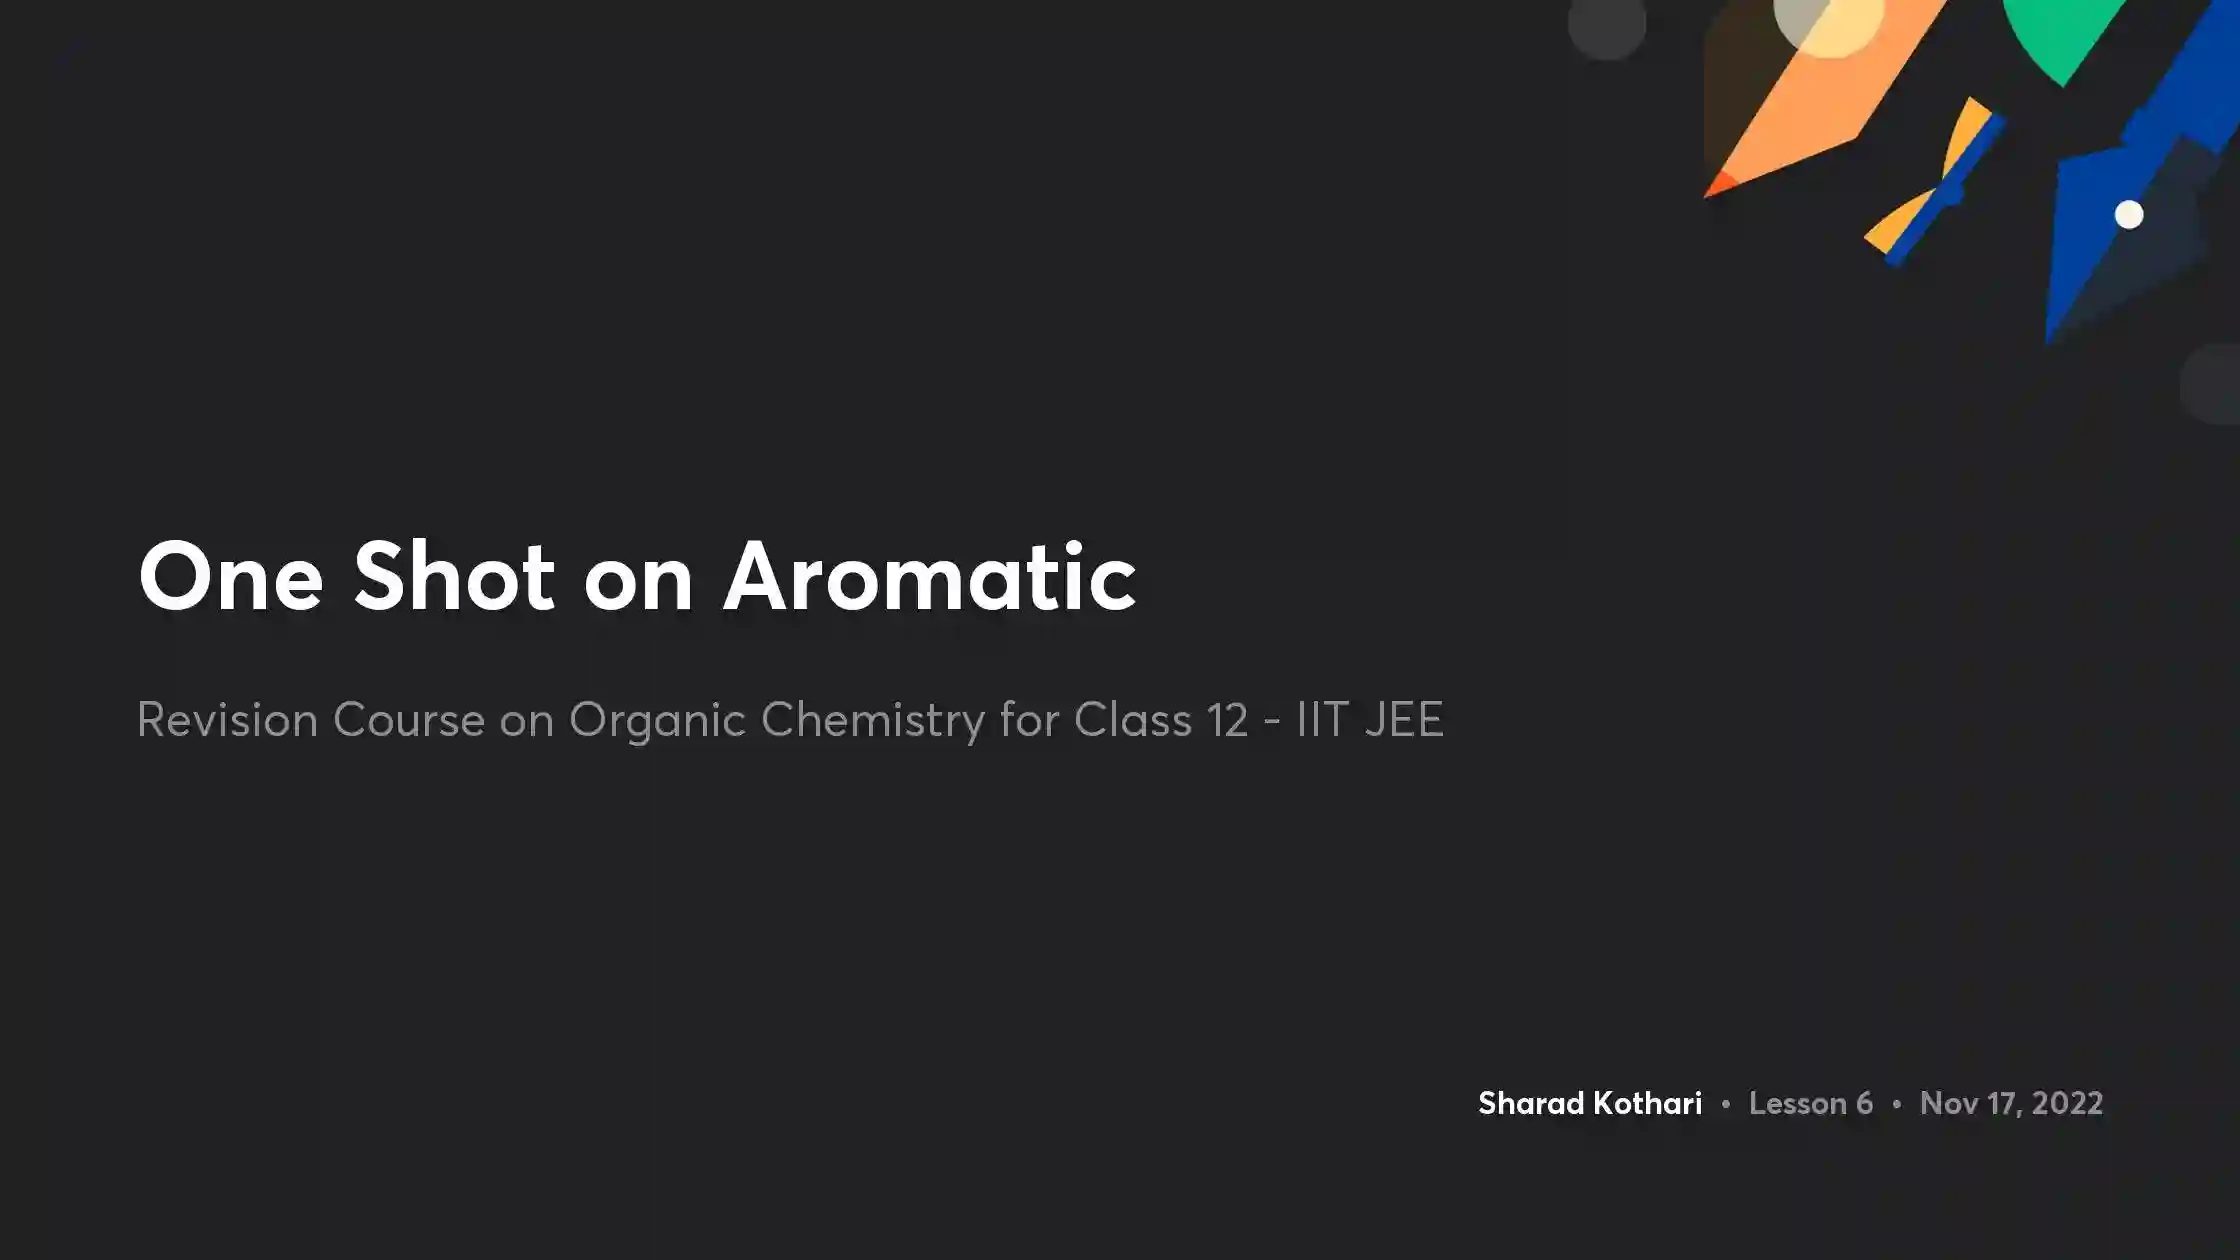 One Shot on Aromatic
Revision Course on Organic Chemistry for Class 12 - IIT JEE
Sharad Kothari • Lesson 6 • Nov 17, 2022